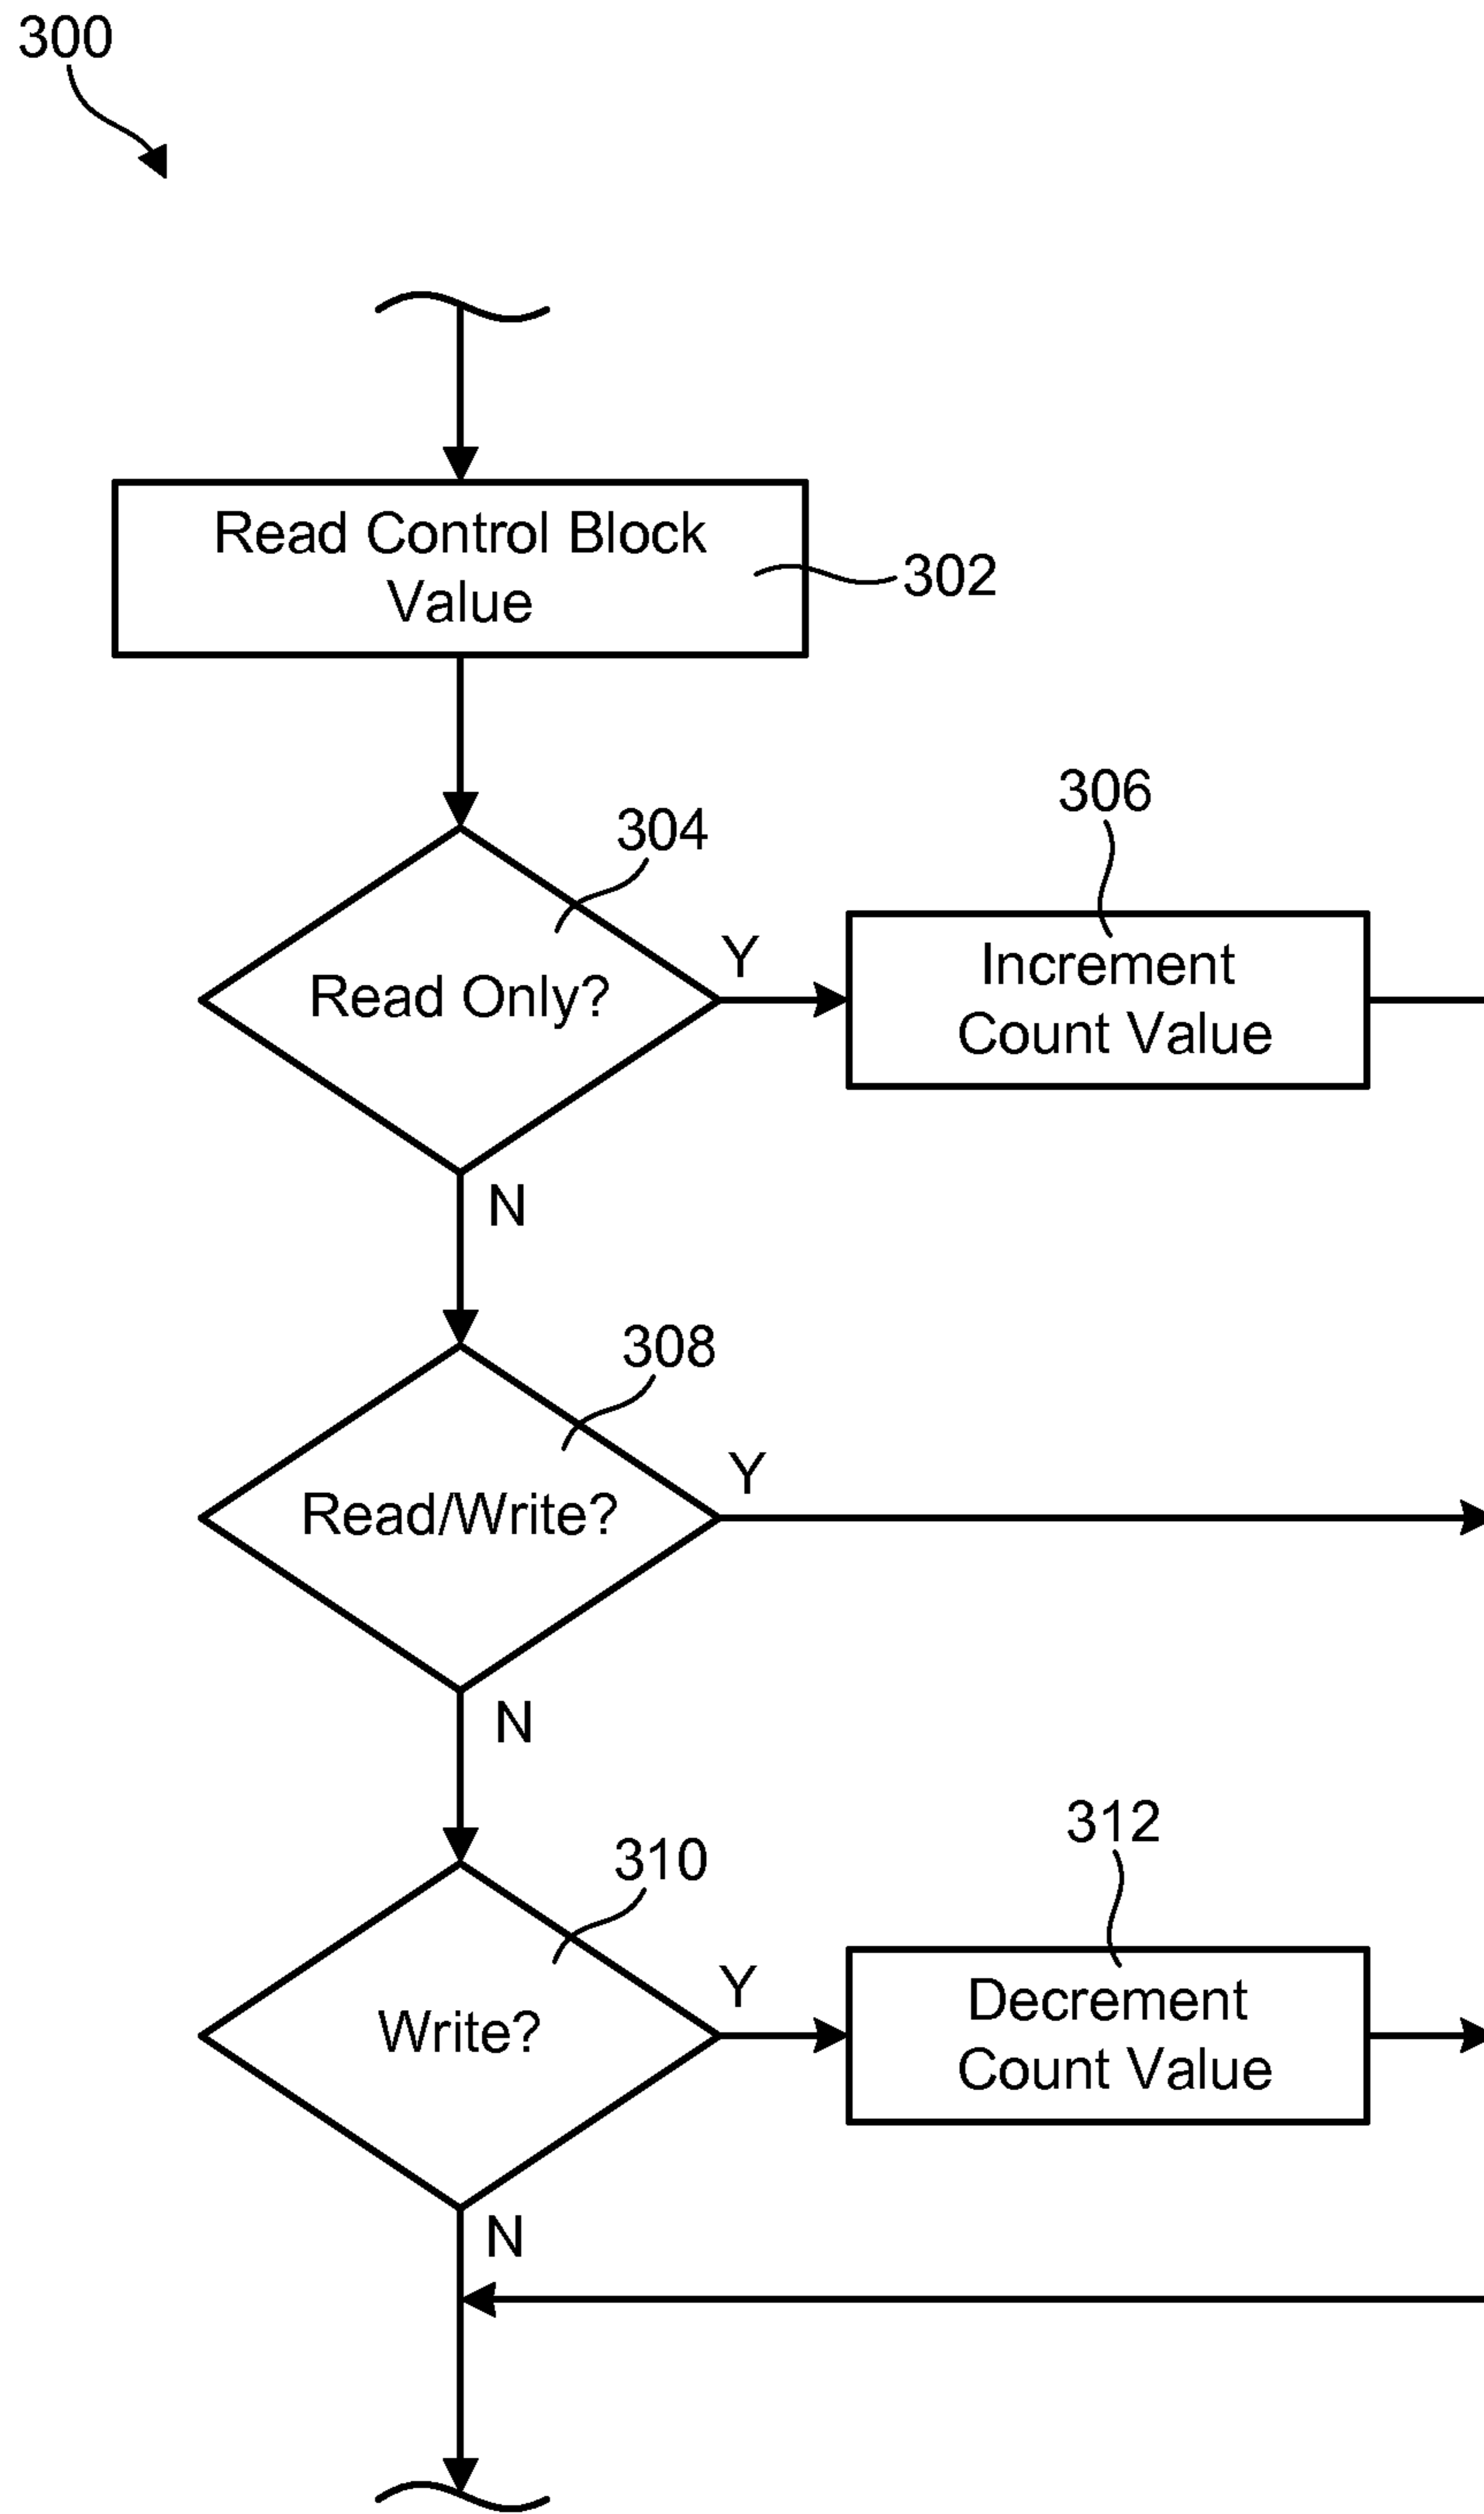 300
Read Control Block
Value
302
304
306
Read Only?
Y
Increment
Count Value
N
308
Read/Write?
Y
N
310
312
Write?
Y
Decrement
Count Value
N